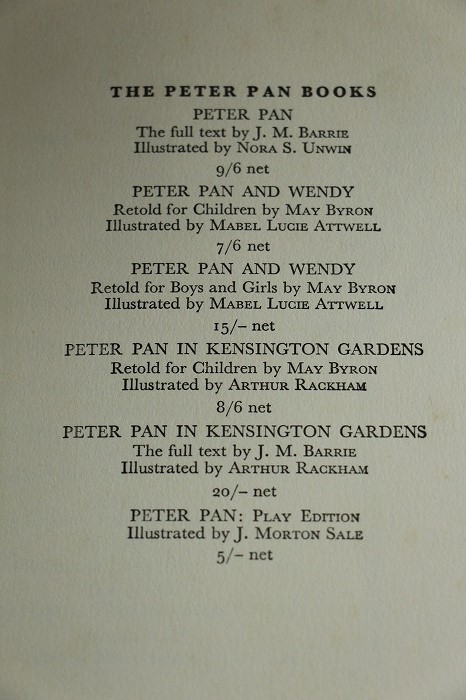 THE PETER PAN BOOKS
PETER PAN
The full text by J. M. BARRIE
Illustrated by NORA S. UNWIN
9/6 net
PETER PAN AND WENDY
Retold for Children by MAY BYRON
Illustrated by MABEL LUCIE ATTWELL
7/6 net
PETER PAN AND WENDY
Retold for Boys and Girls by MAY BYRON
Illustrated by MABEL LUCIE ATTWELL
15/– net
PETER PAN IN KENSINGTON GARDENS
Retold for Children by MAY BYRON
Illustrated by ARTHUR RACKHAM
8/6 net
PETER PAN IN KENSINGTON GARDENS
The full text by J. M. BARRIE
Illustrated by ARTHUR RACKHAM
20/– net
PETER PAN: PLAY EDITION
Illustrated by J. MORTON SALE
5/– net